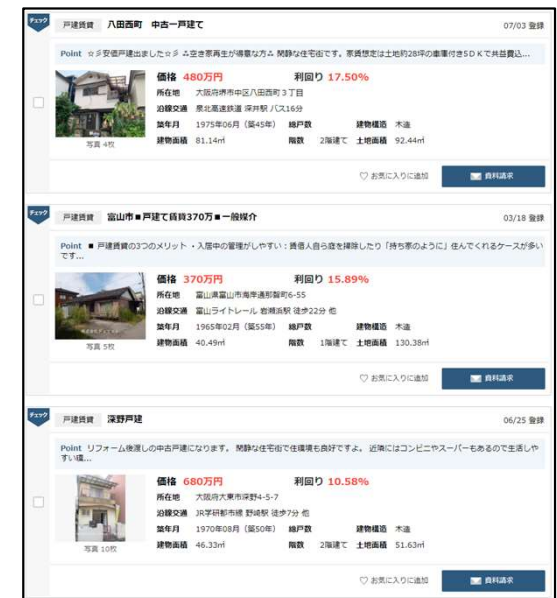 チェック 戸建賃貸 八田西町 中古一戸建て 07/03 登録
Point ☆彡安価戸建出ました☆彡 △空き家再生が得意な方△ 閑静な住宅街です。家賃想定は土地約28坪の車庫付き5DKで共益費込...
価格 480万円 利回り 17.50%
所在地 大阪府堺市中区八田西町3丁目
沿線交通 泉北高速鉄道 深井駅 バス16分
築年月 1975年06月 (築45年) 総戸数 建物構造 木造
建物面積 81.14㎡ 階数 2階建て 土地面積 92.44㎡
写真 4枚
♡ お気に入りに追加 資料請求
チェック 戸建賃貸 富山市■戸建て賃貸370万■一般媒介 03/18 登録
Point ■ 戸建賃貸の3つのメリット ・入居中の管理がしやすい：賃借人自ら庭を掃除したり「持ち家のように」住んでくれるケースが多い
です...
価格 370万円 利回り 15.89%
所在地 富山県富山市海岸通那智町6-55
沿線交通 富山ライトレール 岩瀬浜駅 徒歩22分 他
築年月 1965年02月 (築55年) 総戸数 建物構造 木造
建物面積 40.49㎡ 階数 1階建て 土地面積 130.38㎡
写真 5枚
♡ お気に入りに追加 資料請求
チェック 戸建賃貸 深野戸建 06/25 登録
Point リフォーム後渡しの中古戸建になります。 閑静な住宅街で住環境も良好ですよ。 近隣にはコンビニやスーパーもあるので生活しや
すい環...
価格 680万円 利回り 10.58%
所在地 大阪府大東市深野4-5-7
沿線交通 JR学研都市線 野崎駅 徒歩7分 他
築年月 1970年08月 (築50年) 総戸数 建物構造 木造
建物面積 46.33㎡ 階数 2階建て 土地面積 51.63㎡
写真 10枚
♡ お気に入りに追加 資料請求